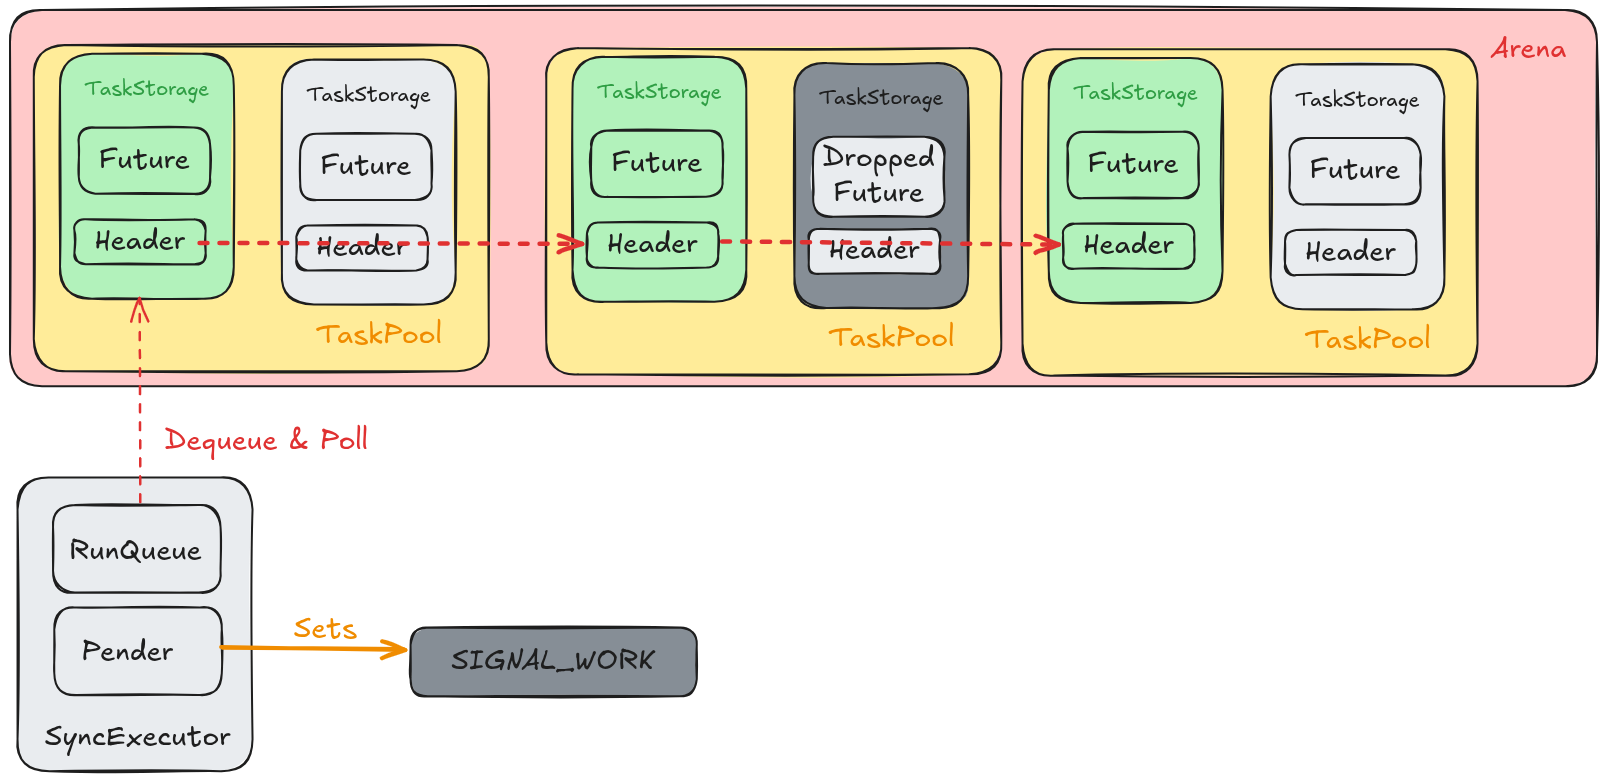 Arena
TaskStorage
Future
Header
TaskStorage
Future
Header
TaskPool
TaskStorage
Future
Header
TaskStorage
Dropped
Future
Header
TaskPool
TaskStorage
Future
Header
TaskStorage
Future
Header
TaskPool
Dequeue & Poll
RunQueue
Pender
SyncExecutor
Sets
SIGNAL_WORK